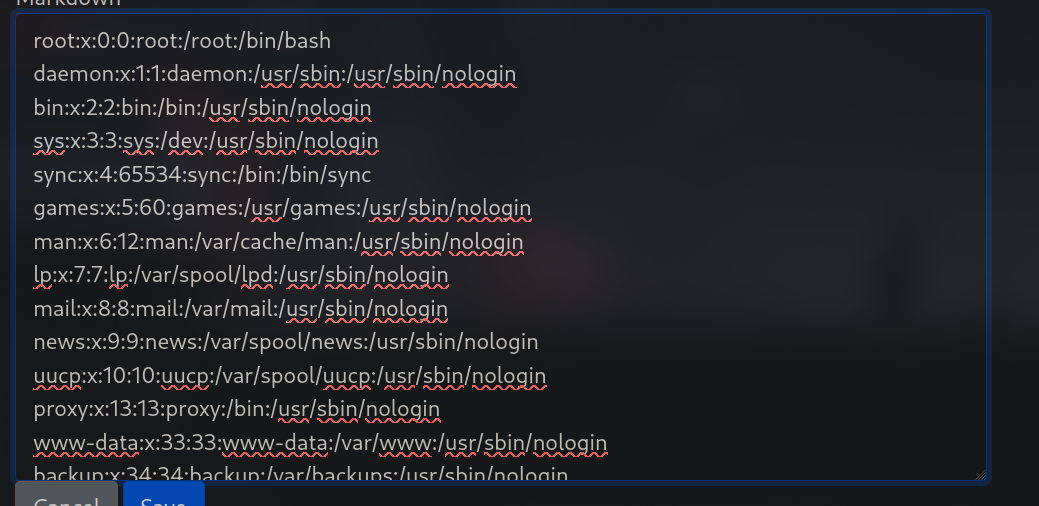 Markdown
root:x:0:0:root:/root:/bin/bash
daemon:x:1:1:daemon:/usr/sbin:/usr/sbin/nologin
bin:x:2:2:bin:/bin:/usr/sbin/nologin
sys:x:3:3:sys:/dev:/usr/sbin/nologin
sync:x:4:65534:sync:/bin:/bin/sync
games:x:5:60:games:/usr/games:/usr/sbin/nologin
man:x:6:12:man:/var/cache/man:/usr/sbin/nologin
lp:x:7:7:lp:/var/spool/lpd:/usr/sbin/nologin
mail:x:8:8:mail:/var/mail:/usr/sbin/nologin
news:x:9:9:news:/var/spool/news:/usr/sbin/nologin
uucp:x:10:10:uucp:/var/spool/uucp:/usr/sbin/nologin
proxy:x:13:13:proxy:/bin:/usr/sbin/nologin
www-data:x:33:33:www-data:/var/www:/usr/sbin/nologin
backup:x:34:34:backup:/var/backups:/usr/sbin/nologin
Cancel Save